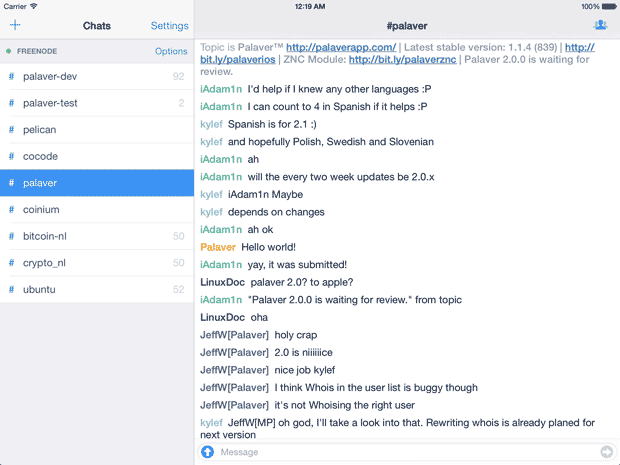 Carrier 12:19 AM 100%
Chats
Settings
#palaver
FREENODE
Options
# palaver-dev 92
# palaver-test 2
# pelican
# cocode
# palaver
# coinium
# bitcoin-nl 50
# crypto_nl 50
# ubuntu 52
Topic is Palaver™ http://palaverapp.com/ | Latest stable version: 1.1.4 (839) | http://
bit.ly/palaverios | ZNC Module: http://bit.ly/palaverznc | Palaver 2.0.0 is waiting for
review.
iAdam1n I'd help if I knew any other languages :P
iAdam1n I can count to 4 in Spanish if it helps :P
kylef Spanish is for 2.1 :)
kylef and hopefully Polish, Swedish and Slovenian
iAdam1n ah
iAdam1n will the every two week updates be 2.0.x
kylef iAdam1n Maybe
kylef depends on changes
iAdam1n ah ok
Palaver Hello world!
iAdam1n yay, it was submitted!
LinuxDoc palaver 2.0? to apple?
iAdam1n "Palaver 2.0.0 is waiting for review." from topic
LinuxDoc oha
JeffW[Palaver] holy crap
JeffW[Palaver] 2.0 is niiiiiice
JeffW[Palaver] nice job kylef
JeffW[Palaver] I think Whois in the user list is buggy though
JeffW[Palaver] it's not Whoising the right user
kylef JeffW[MP] oh god, I'll take a look into that. Rewriting whois is already planed for
next version
Message